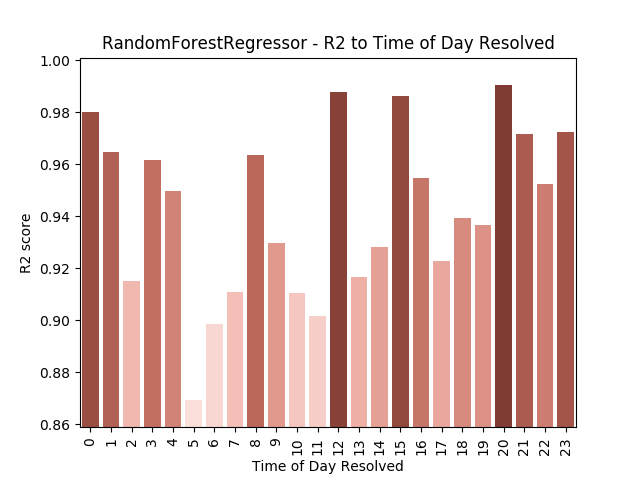 RandomForestRegressor - R2 to Time of Day Resolved
1.00
0.98
0.96
0.94
0.92
0.90
0.88
0.86
R2 score
0 1 2 3 4 5 6 7 8 9 10 11 12 13 14 15 16 17 18 19 20 21 22 23
Time of Day Resolved